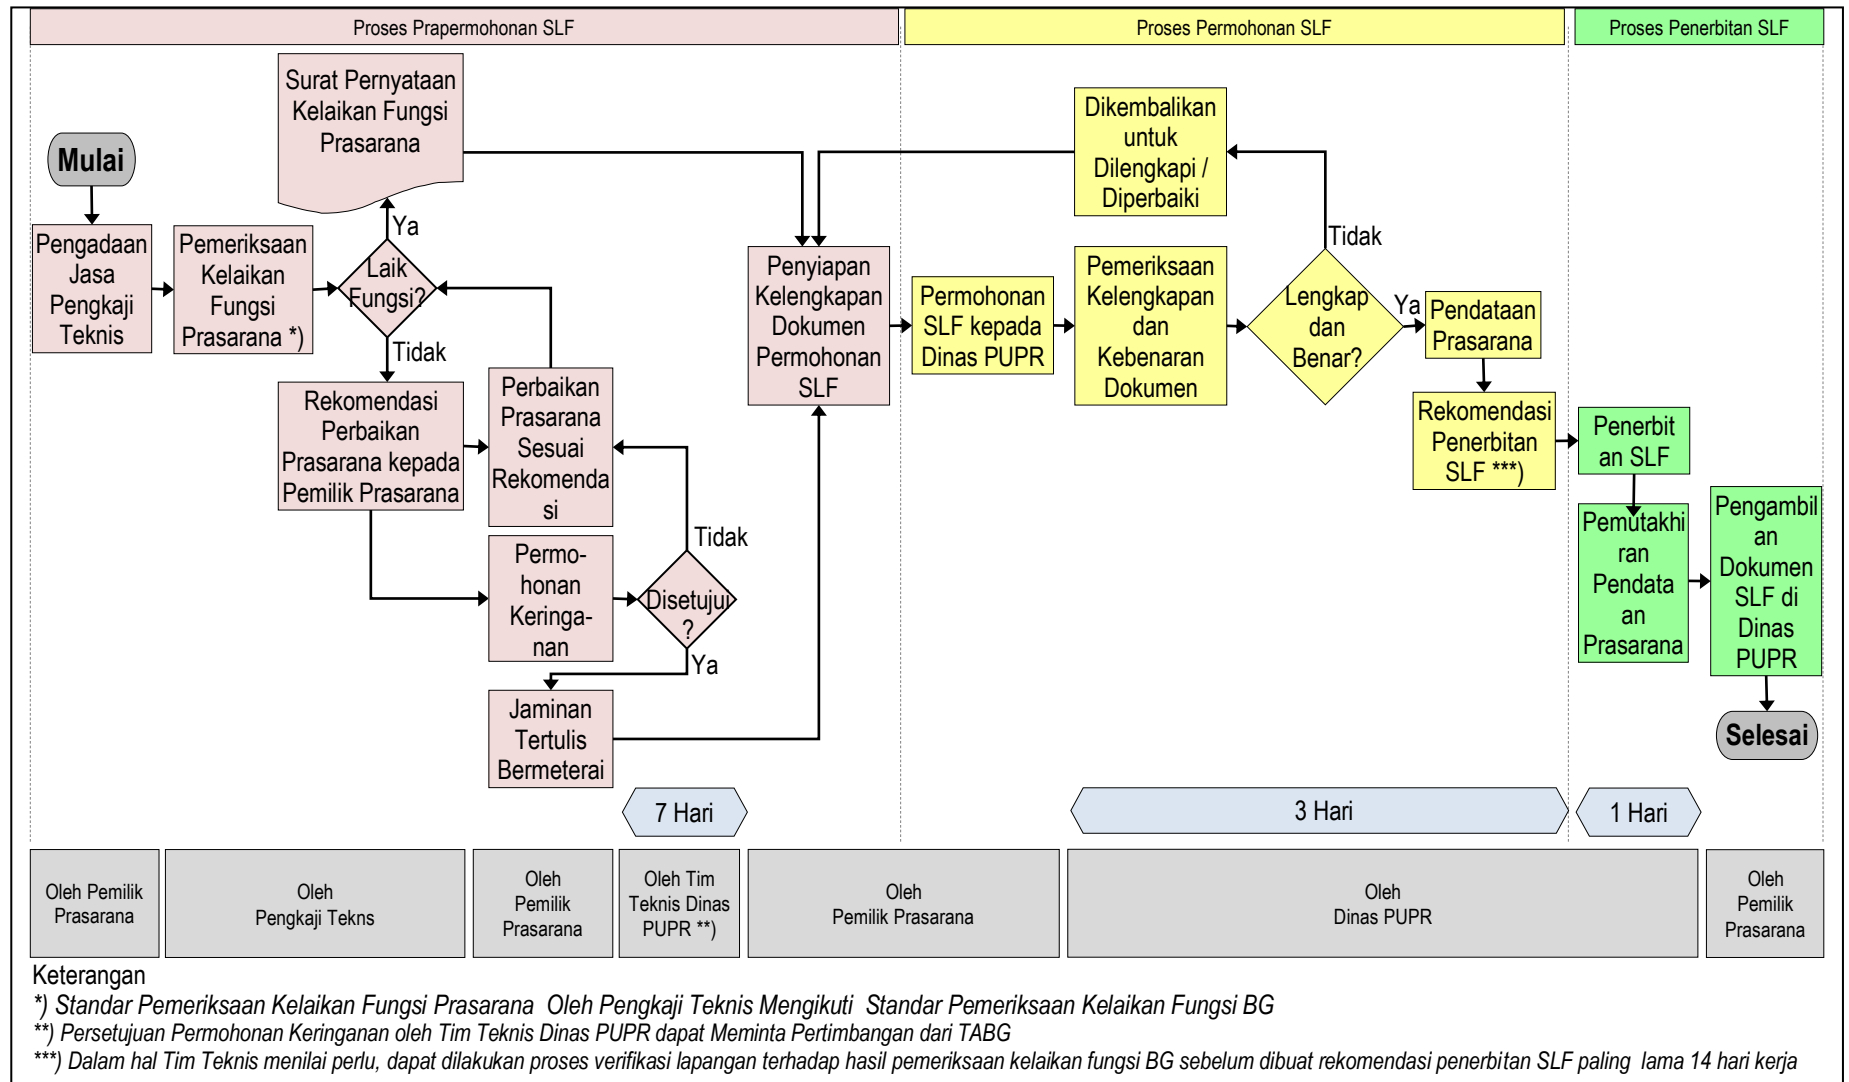 Proses Prapermohonan SLF
Proses Permohonan SLF
Proses Penerbitan SLF
Mulai
Pengadaan
Jasa
Pengkaji
Teknis
Pemeriksaan
Kelaikan
Fungsi
Prasarana *)
Laik
Fungsi?
Ya
Surat Pernyataan
Kelaikan Fungsi
Prasarana
Tidak
Rekomendasi
Perbaikan
Prasarana kepada
Pemilik Prasarana
Perbaikan
Prasarana
Sesuai
Rekomenda
si
Permo-
honan
Keringa-
nan
Disetujui
?
Tidak
Ya
Jaminan
Tertulis
Bermeterai
Penyiapan
Kelengkapan
Dokumen
Permohonan
SLF
Permohonan
SLF kepada
Dinas PUPR
Pemeriksaan
Kelengkapan
dan
Kebenaran
Dokumen
Lengkap
dan
Benar?
Tidak
Dikembalikan
untuk
Dilengkapi /
Diperbaiki
Ya
Pendataan
Prasarana
Rekomendasi
Penerbitan
SLF ***)
Penerbit
an SLF
Pemutakhi
ran
Pendata
an
Prasarana
Pengambil
an
Dokumen
SLF di
Dinas
PUPR
Selesai
7 Hari
3 Hari
1 Hari
Oleh Pemilik
Prasarana
Oleh
Pengkaji Tekns
Oleh
Pemilik
Prasarana
Oleh Tim
Teknis Dinas
PUPR **)
Oleh
Pemilik Prasarana
Oleh
Dinas PUPR
Oleh
Pemilik
Prasarana
Keterangan
*) Standar Pemeriksaan Kelaikan Fungsi Prasarana Oleh Pengkaji Teknis Mengikuti Standar Pemeriksaan Kelaikan Fungsi BG
**) Persetujuan Permohonan Keringanan oleh Tim Teknis Dinas PUPR dapat Meminta Pertimbangan dari TABG
***) Dalam hal Tim Teknis menilai perlu, dapat dilakukan proses verifikasi lapangan terhadap hasil pemeriksaan kelaikan fungsi BG sebelum dibuat rekomendasi penerbitan SLF paling lama 14 hari kerja